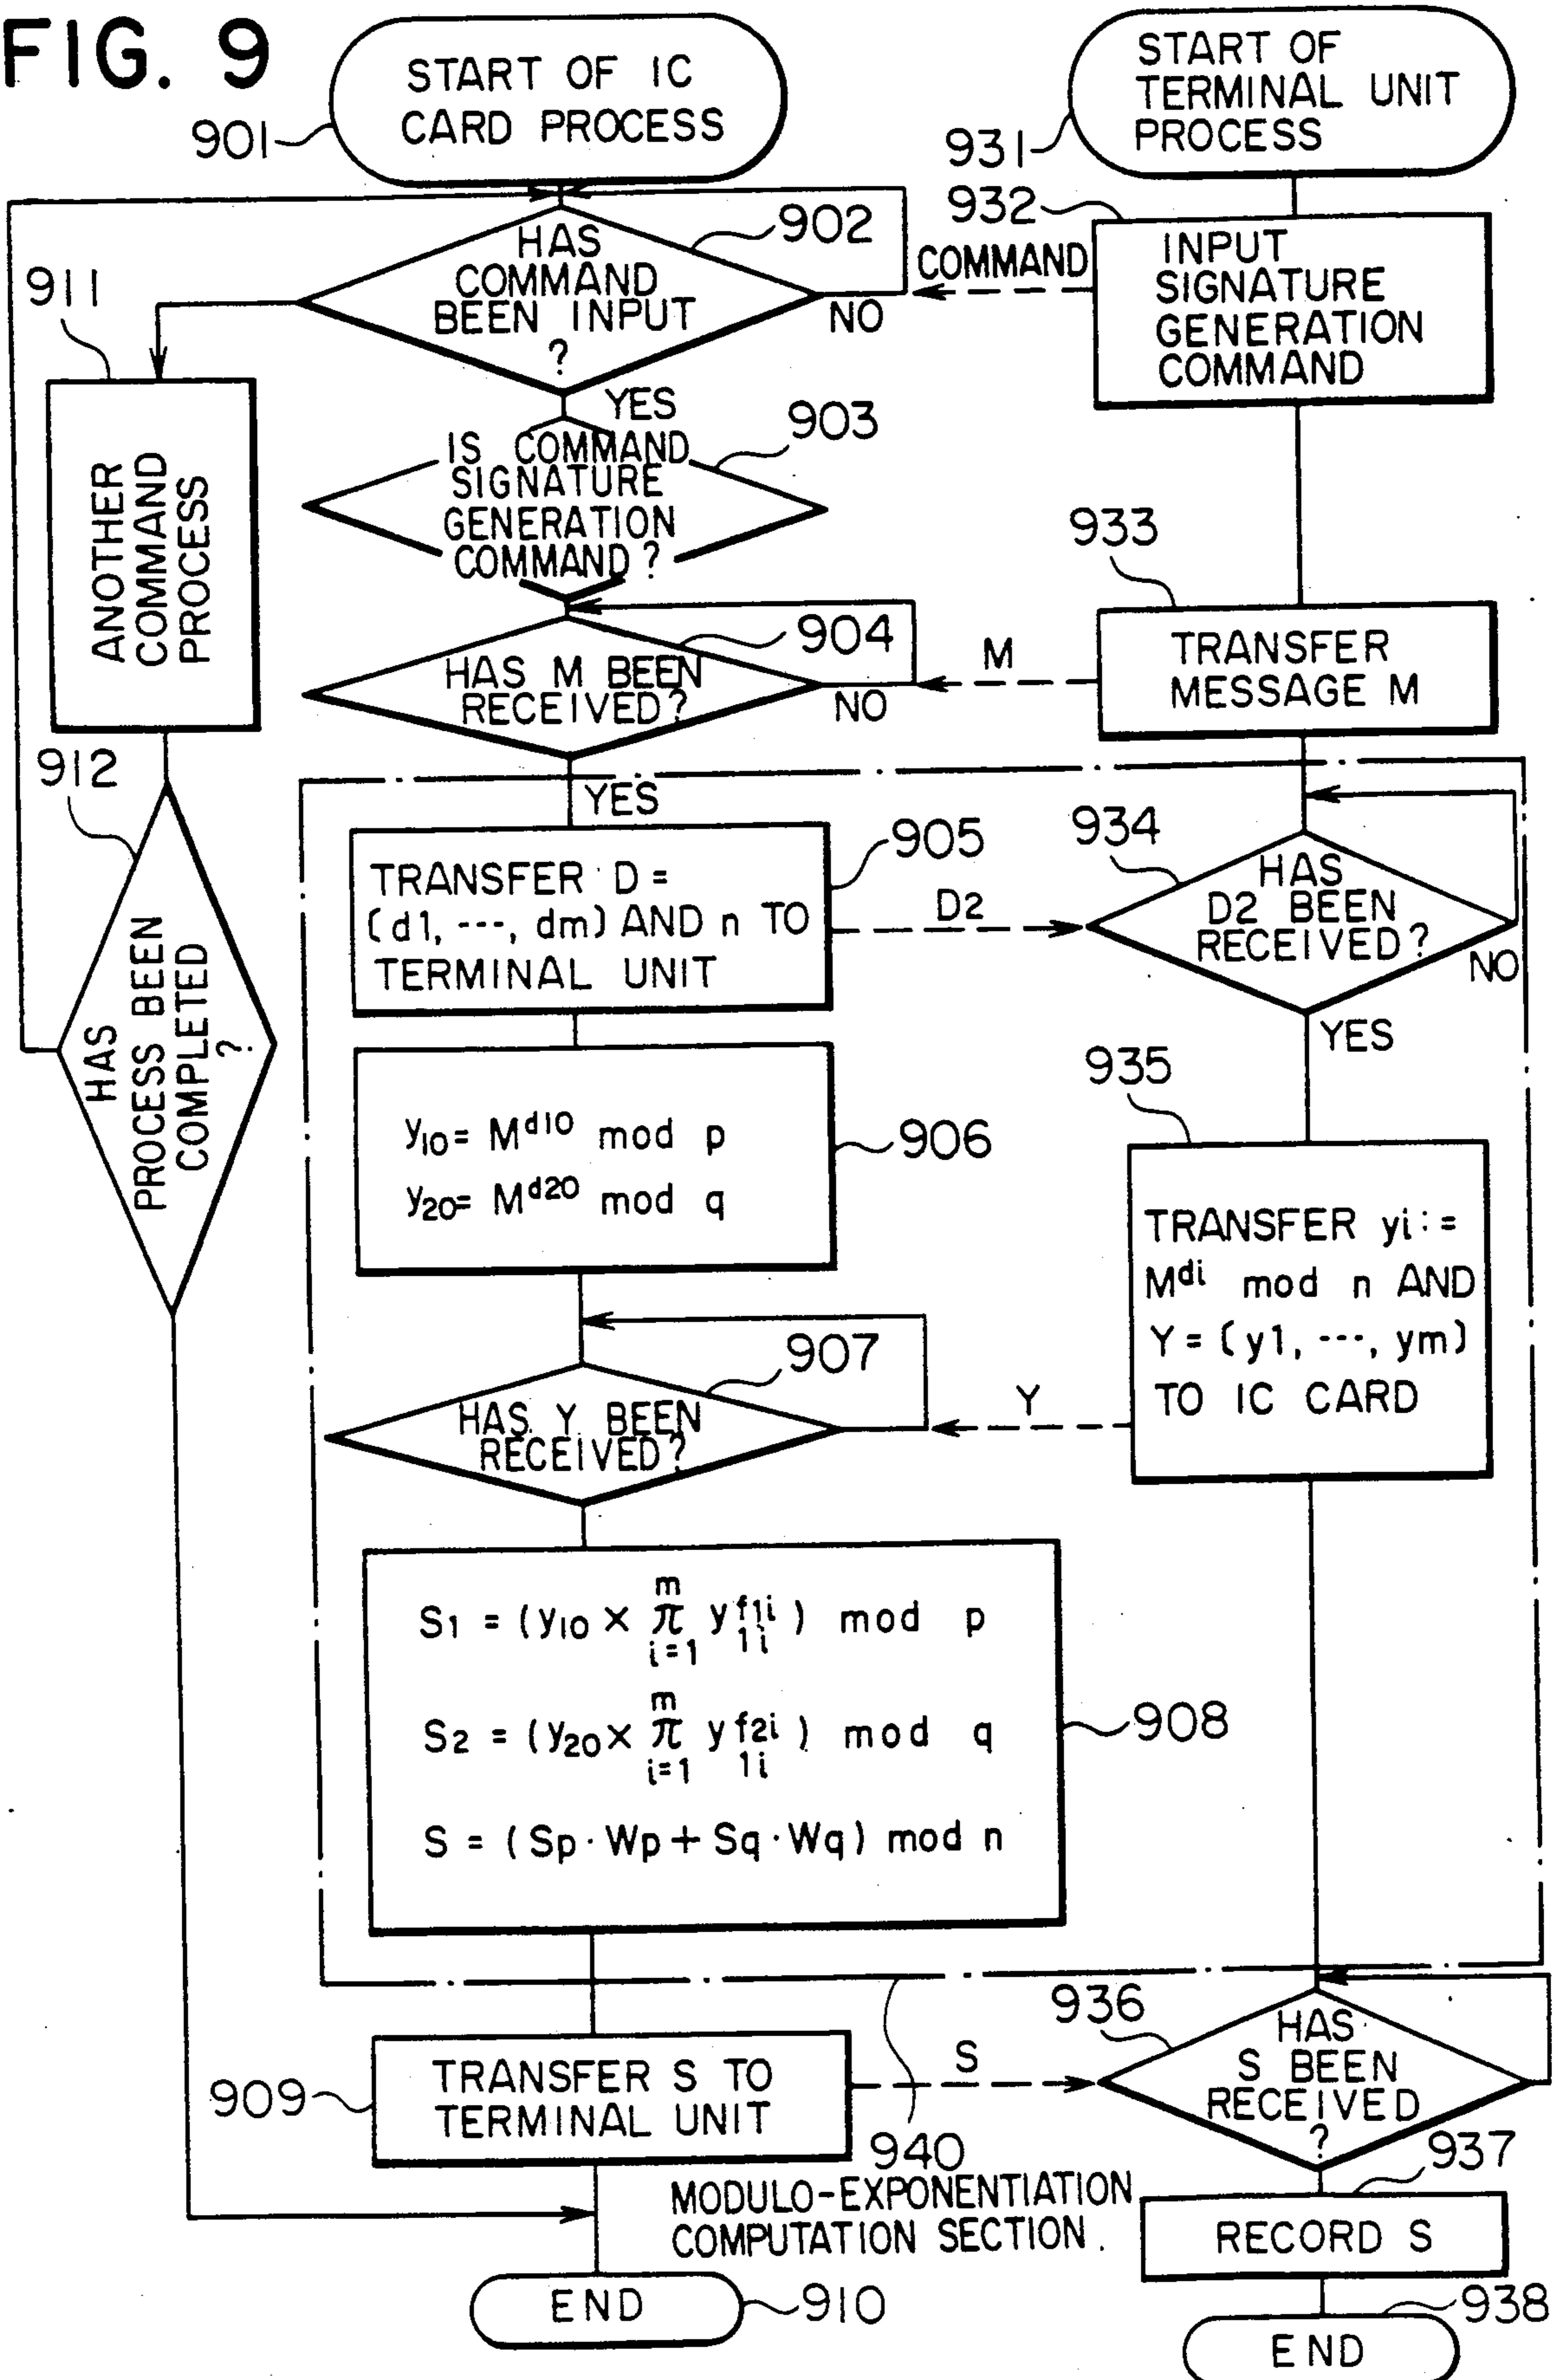 FIG. 9
START OF IC
CARD PROCESS
901
START OF
TERMINAL UNIT
PROCESS
931
932
902
HAS
COMMAND
BEEN INPUT
?
NO
COMMAND
INPUT
SIGNATURE
GENERATION
COMMAND
911
YES
903
IS COMMAND
SIGNATURE
GENERATION
COMMAND?
ANOTHER
COMMAND
PROCESS
933
904
HAS M BEEN
RECEIVED?
NO
M
TRANSFER
MESSAGE M
912
YES
905
934
TRANSFER D =
(d1, ---, dm) AND n TO
TERMINAL UNIT
D2
HAS
D2 BEEN
RECEIVED?
NO
HAS
PROCESS BEEN
COMPLETED
?
YES
935
y10 = M^d10 mod p
y20 = M^d20 mod q
906
TRANSFER yi :=
M^di mod n AND
Y = (y1, ---, ym)
TO IC CARD
907
HAS Y BEEN
RECEIVED?
Y
S1 = (y10 × π_{i=1}^{m} y_{1i}^{f1i}) mod p
S2 = (y20 × π_{i=1}^{m} y_{1i}^{f2i}) mod q
S = (Sp · Wp + Sq · Wq) mod n
908
936
HAS
S BEEN
RECEIVED
?
909
TRANSFER S TO
TERMINAL UNIT
S
940
MODULO-EXPONENTIATION
COMPUTATION SECTION.
937
RECORD S
END
910
938
END